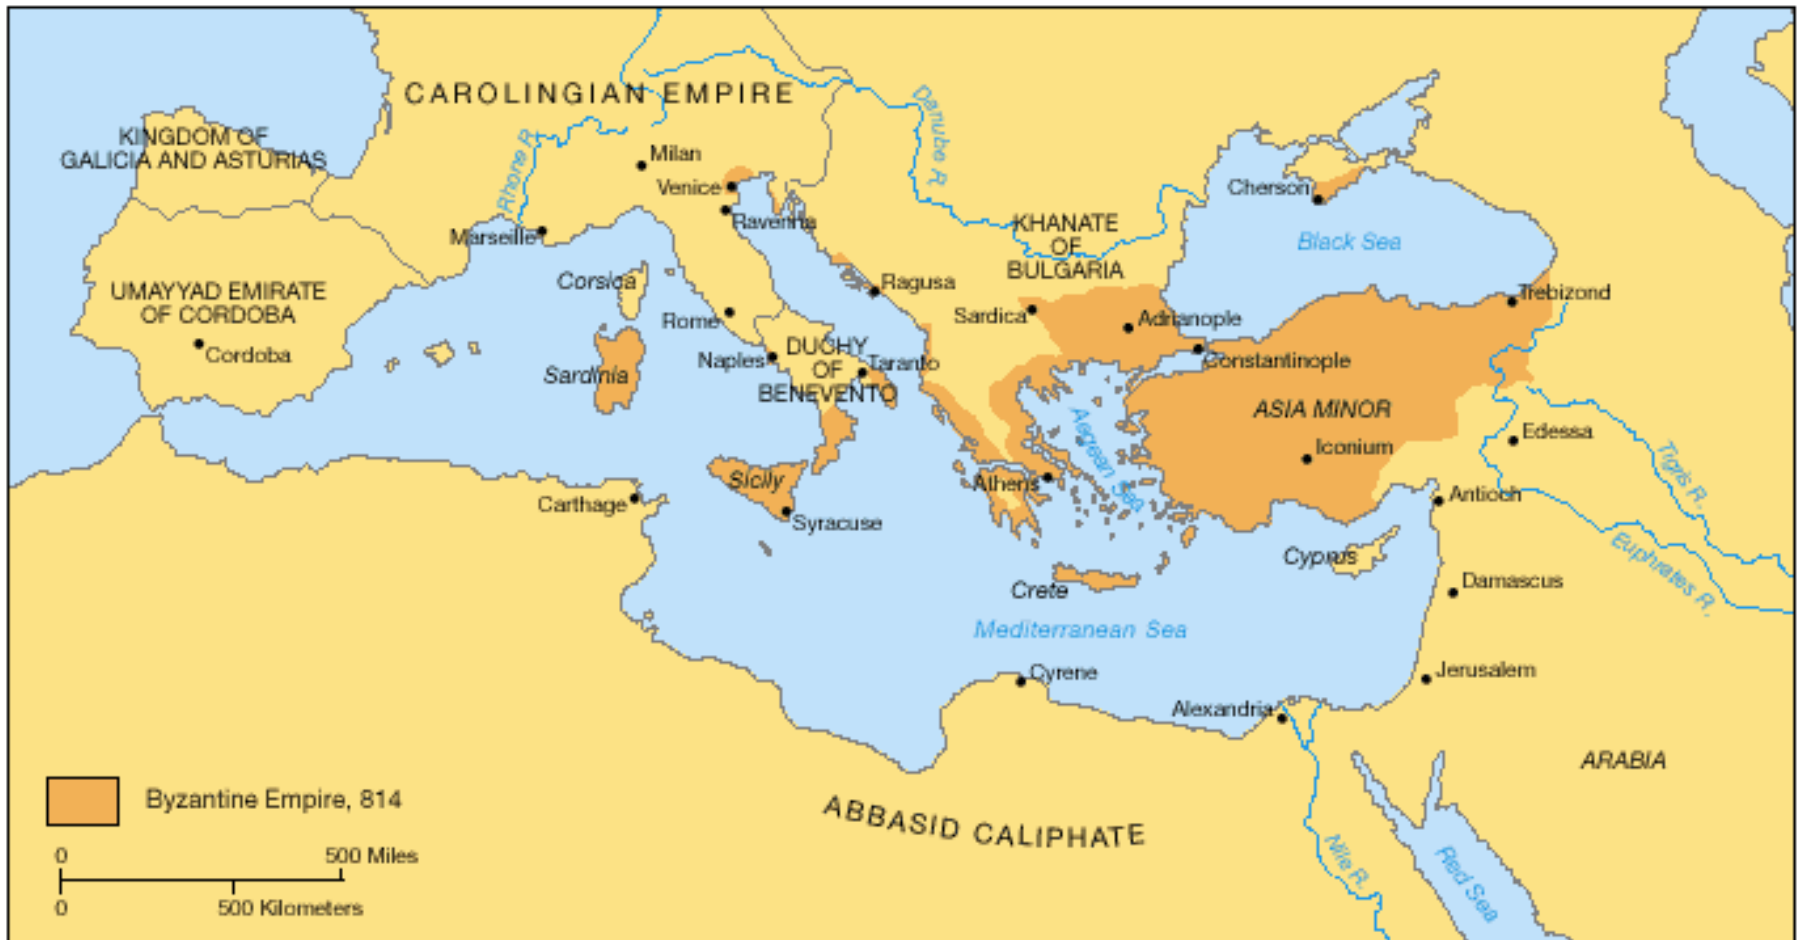 CAROLINGIAN EMPIRE
KINGDOM OF
GALICIA AND ASTURIAS
Rhone R.
Danube R.
Milan
Venice
Ravenna
Marseille
Cherson
KHANATE
OF
BULGARIA
Black Sea
UMAYYAD EMIRATE
OF CORDOBA
Cordoba
Corsica
Ragusa
Rome
Sardica
Adrianople
Trebizond
Naples
DUCHY
OF
BENEVENTO
Taranto
Constantinople
Sardinia
Aegean Sea
ASIA MINOR
Iconium
Edessa
Tigris R.
Sicily
Athens
Carthage
Syracuse
Antioch
Euphrates R.
Cyprus
Crete
Damascus
Mediterranean Sea
Cyrene
Jerusalem
Alexandria
ARABIA
Byzantine Empire, 814
ABBASID CALIPHATE
Nile R.
Red Sea
0 500 Miles
0 500 Kilometers